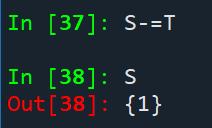 In [37]: S-=T
In [38]: S
Out[38]: {1}